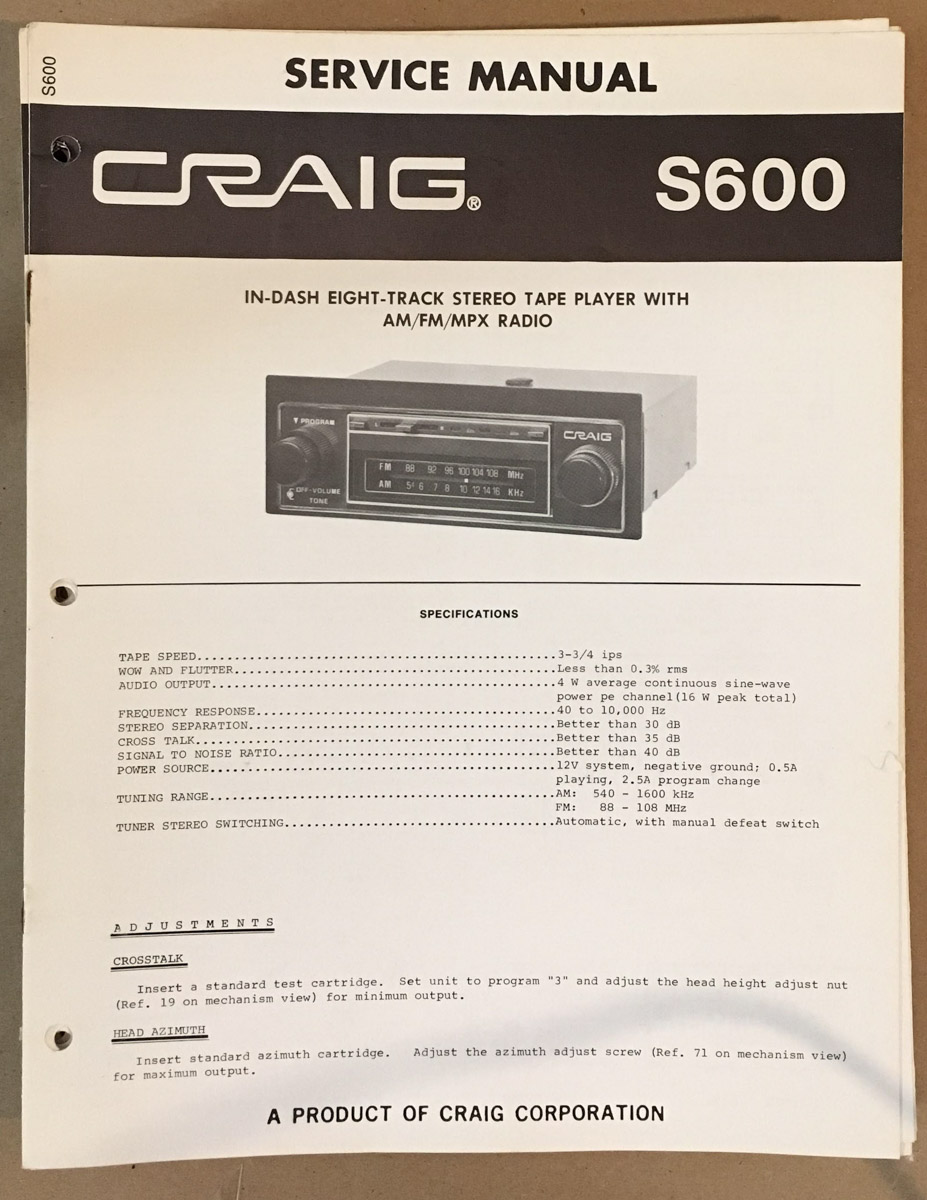 S600
SERVICE MANUAL
CRAIG® S600
IN-DASH EIGHT-TRACK STEREO TAPE PLAYER WITH
AM/FM/MPX RADIO
▼ PROGRAM
CRAIG
FM 88 92 96 100 104 108 MHz
AM 5 6 7 8 10 12 14 16 KHz
OFF-VOLUME
TONE
SPECIFICATIONS
TAPE SPEED..........3-3/4 ips
WOW AND FLUTTER..........Less than 0.3% rms
AUDIO OUTPUT..........4 W average continuous sine-wave
power pe channel(16 W peak total)
FREQUENCY RESPONSE..........40 to 10,000 Hz
STEREO SEPARATION..........Better than 30 dB
CROSS TALK..........Better than 35 dB
SIGNAL TO NOISE RATIO..........Better than 40 dB
POWER SOURCE..........12V system, negative ground; 0.5A
playing, 2.5A program change
TUNING RANGE..........AM: 540 - 1600 kHz
FM: 88 - 108 MHz
TUNER STEREO SWITCHING..........Automatic, with manual defeat switch
ADJUSTMENTS
CROSSTALK
Insert a standard test cartridge. Set unit to program "3" and adjust the head height adjust nut
(Ref. 19 on mechanism view) for minimum output.
HEAD AZIMUTH
Insert standard azimuth cartridge. Adjust the azimuth adjust screw (Ref. 71 on mechanism view)
for maximum output.
A PRODUCT OF CRAIG CORPORATION